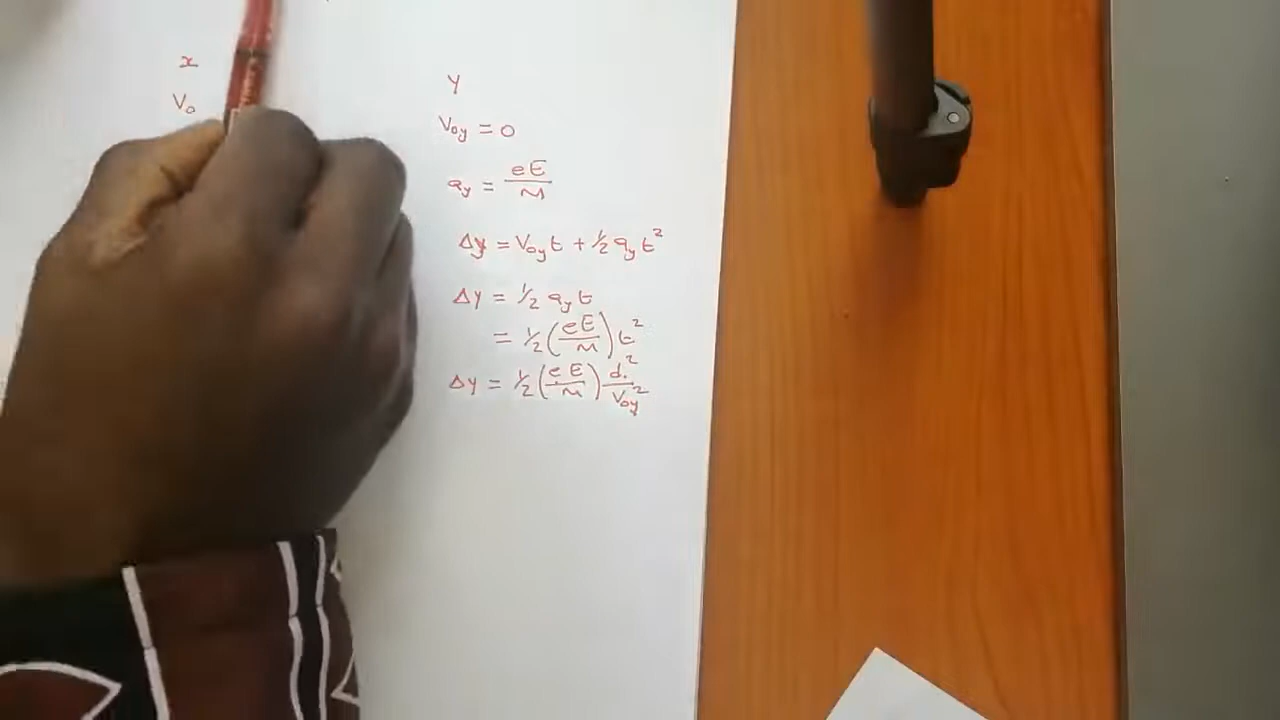 x
V₀
Y
V₀y = 0
ay = eE/M
Δy = V₀y t + ½ ay t²
ΔY = ½ ay t
= ½ (eE/M) t²
ΔY = ½ (eE/M) d²/V₀y²